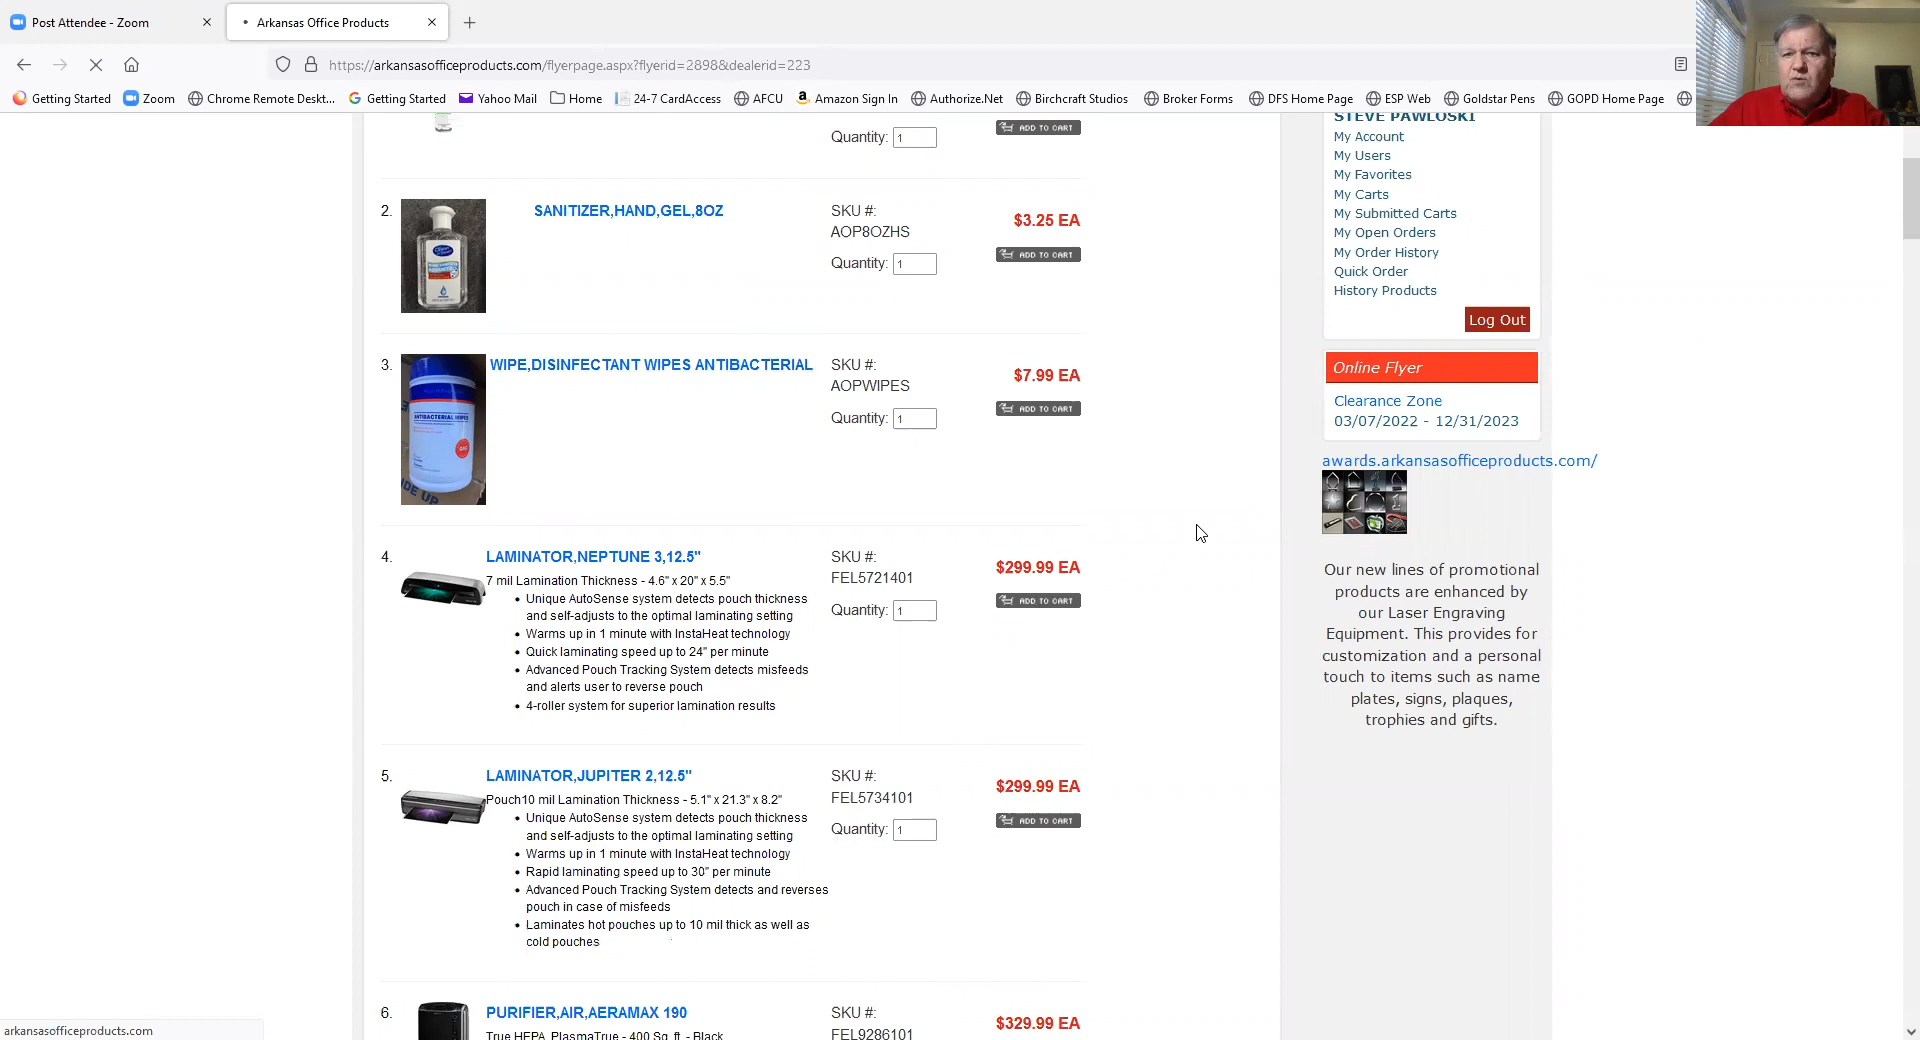 Post Attendee - Zoom
Arkansas Office Products
https://arkansasofficeproducts.com/flyerpage.aspx?flyerid=2898&dealerid=223
Getting Started Zoom Chrome Remote Deskt... Getting Started Yahoo Mail Home 24-7 CardAccess AFCU Amazon Sign In Authorize.Net Birchcraft Studios Broker Forms DFS Home Page ESP Web Goldstar Pens GOPD Home Page
Quantity: 1
ADD TO CART
2.
SANITIZER,HAND,GEL,8OZ
SKU #:
AOP8OZHS
Quantity: 1
$3.25 EA
ADD TO CART
3.
WIPE,DISINFECTANT WIPES ANTIBACTERIAL
ANTIBACTERIAL WIPES
SKU #:
AOPWIPES
Quantity: 1
$7.99 EA
ADD TO CART
4.
LAMINATOR,NEPTUNE 3,12.5"
7 mil Lamination Thickness - 4.6" x 20" x 5.5"
• Unique AutoSense system detects pouch thickness
and self-adjusts to the optimal laminating setting
• Warms up in 1 minute with InstaHeat technology
• Quick laminating speed up to 24" per minute
• Advanced Pouch Tracking System detects misfeeds
and alerts user to reverse pouch
• 4-roller system for superior lamination results
SKU #:
FEL5721401
Quantity: 1
$299.99 EA
ADD TO CART
5.
LAMINATOR,JUPITER 2,12.5"
Pouch10 mil Lamination Thickness - 5.1" x 21.3" x 8.2"
• Unique AutoSense system detects pouch thickness
and self-adjusts to the optimal laminating setting
• Warms up in 1 minute with InstaHeat technology
• Rapid laminating speed up to 30" per minute
• Advanced Pouch Tracking System detects and reverses
pouch in case of misfeeds
• Laminates hot pouches up to 10 mil thick as well as
cold pouches
SKU #:
FEL5734101
Quantity: 1
$299.99 EA
ADD TO CART
6.
PURIFIER,AIR,AERAMAX 190
True HEPA, PlasmaTrue - 400 Sq. ft. - Black
SKU #:
FEL9286101
$329.99 EA
STEVE PAWLOSKI
My Account
My Users
My Favorites
My Carts
My Submitted Carts
My Open Orders
My Order History
Quick Order
History Products
Log Out
Online Flyer
Clearance Zone
03/07/2022 - 12/31/2023
awards.arkansasofficeproducts.com/
Our new lines of promotional
products are enhanced by
our Laser Engraving
Equipment. This provides for
customization and a personal
touch to items such as name
plates, signs, plaques,
trophies and gifts.
arkansasofficeproducts.com